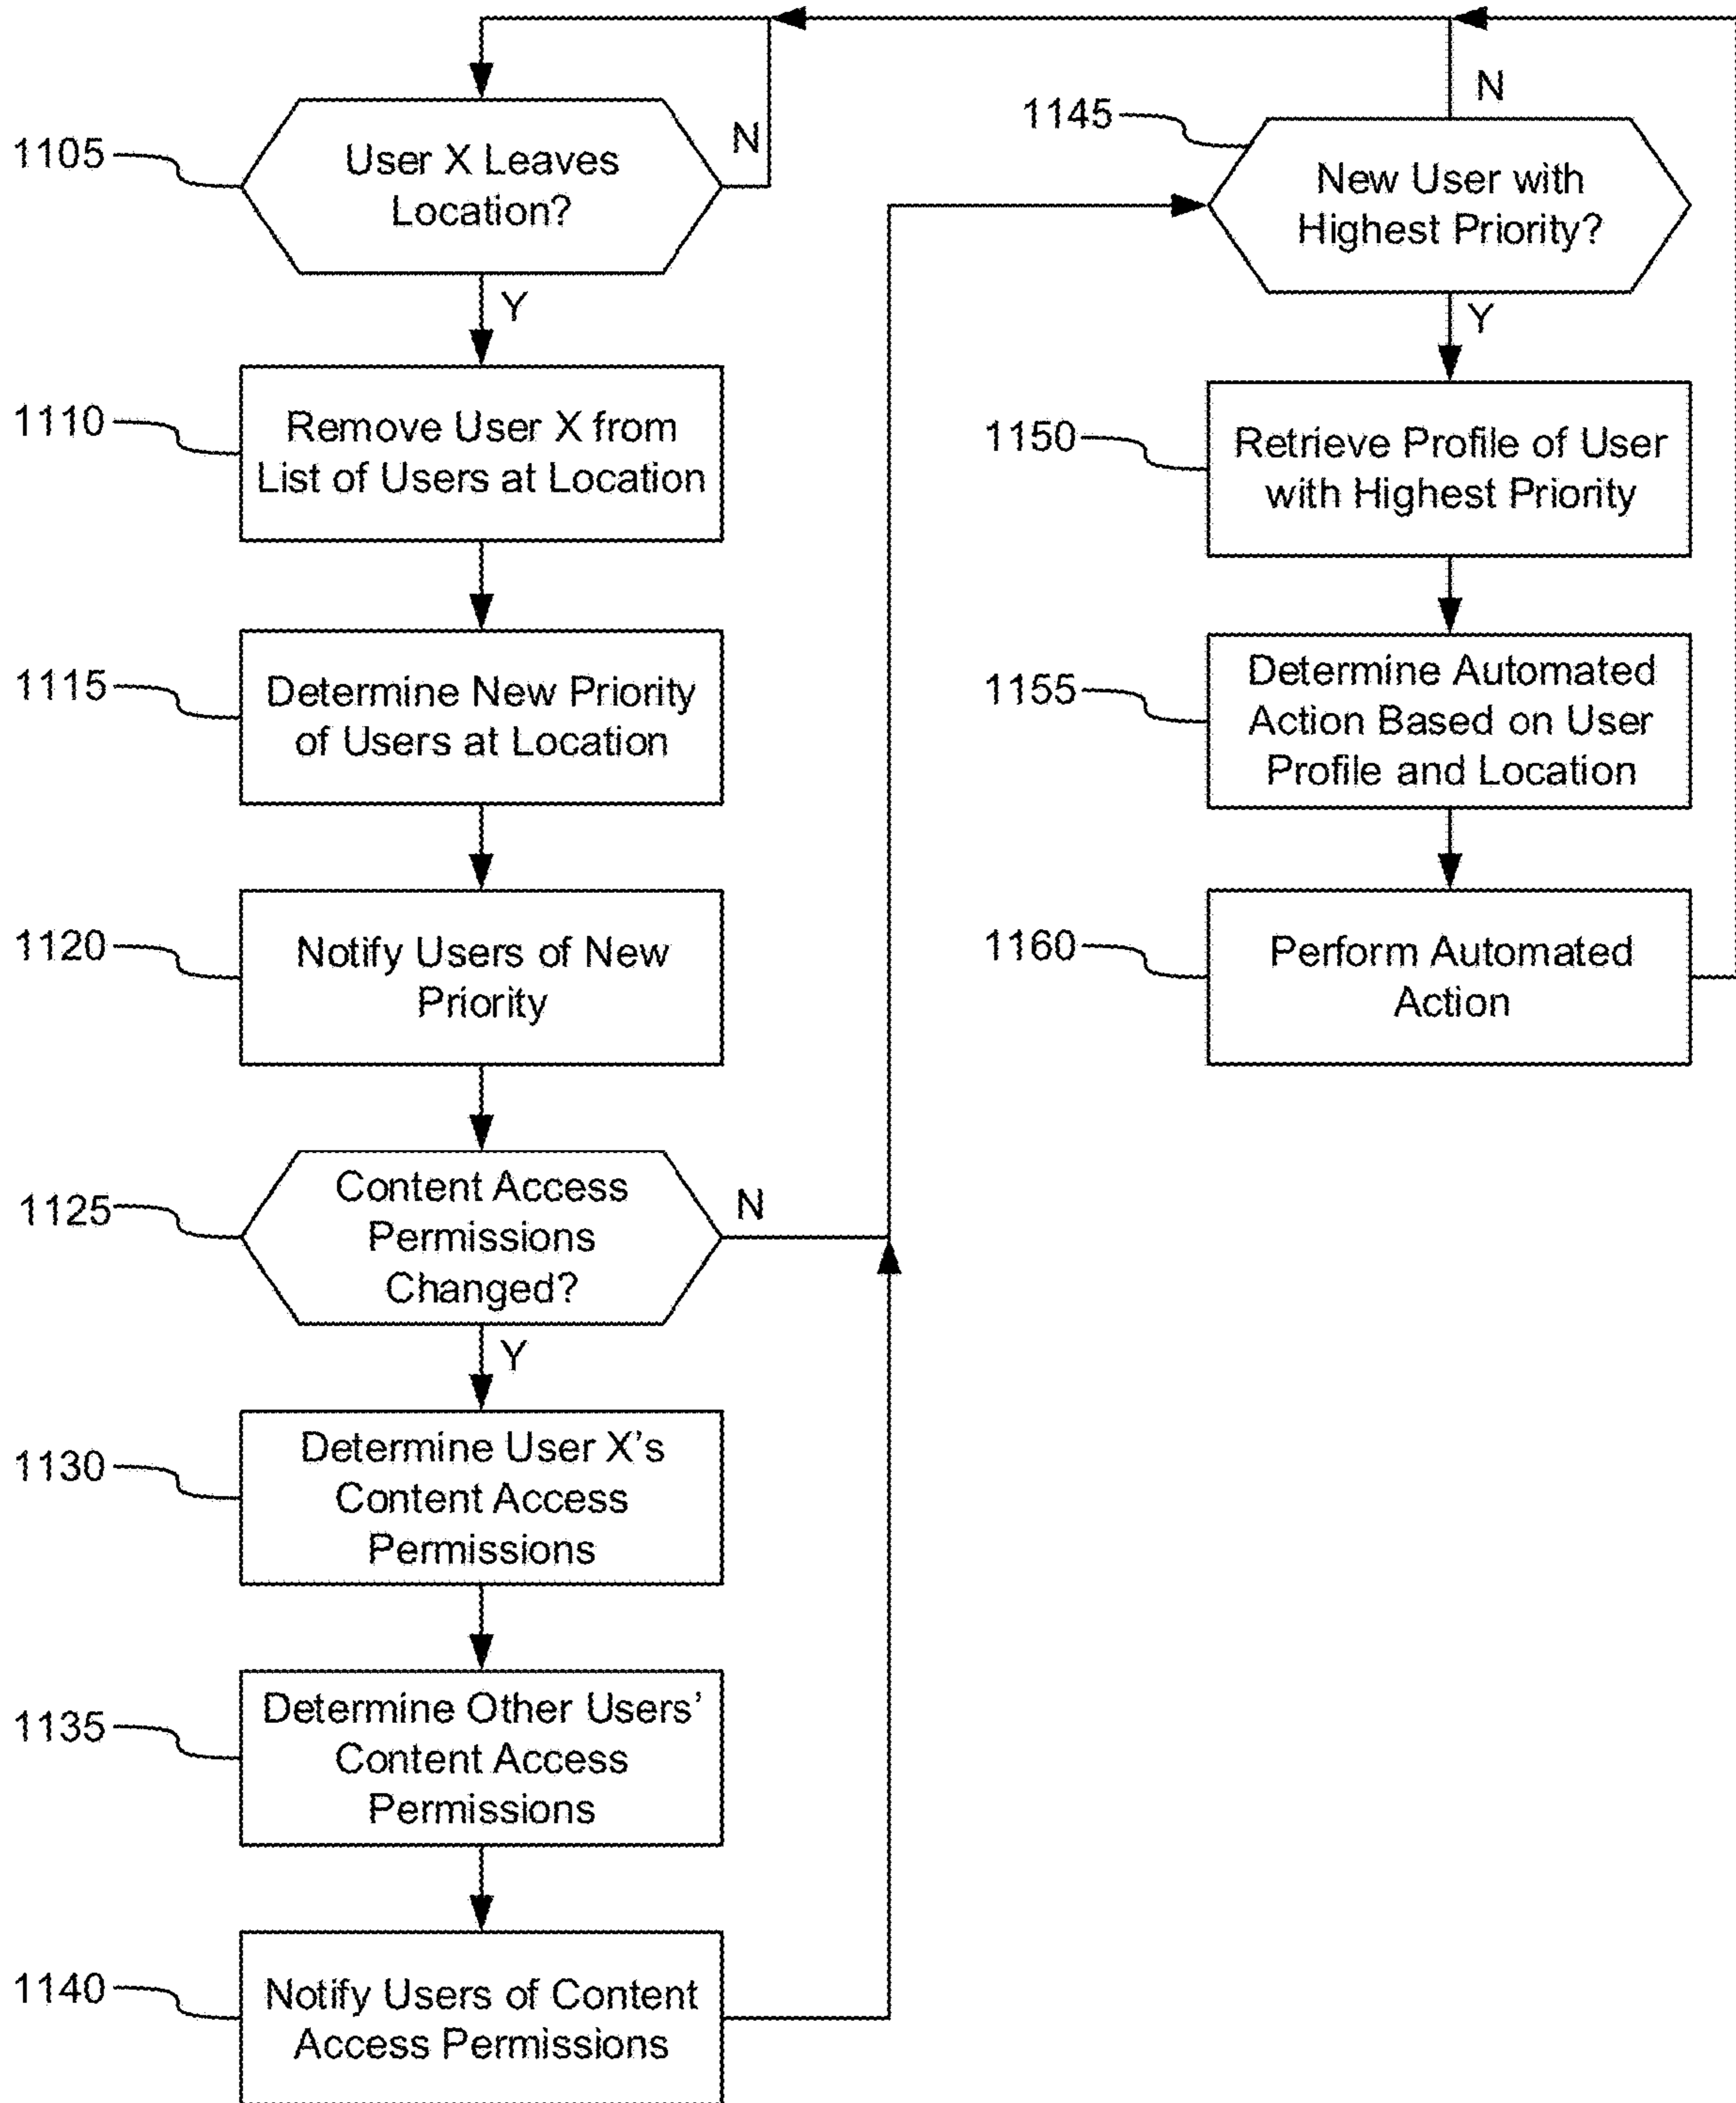 1105
User X Leaves
Location?
N
Y
1110
Remove User X from
List of Users at Location
1115
Determine New Priority
of Users at Location
1120
Notify Users of New
Priority
1125
Content Access
Permissions
Changed?
N
Y
1130
Determine User X's
Content Access
Permissions
1135
Determine Other Users'
Content Access
Permissions
1140
Notify Users of Content
Access Permissions
1145
N
New User with
Highest Priority?
Y
1150
Retrieve Profile of User
with Highest Priority
1155
Determine Automated
Action Based on User
Profile and Location
1160
Perform Automated
Action